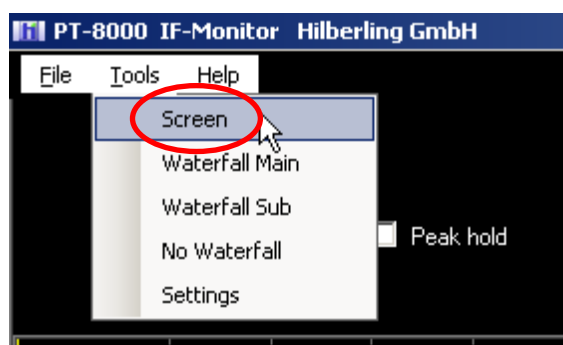 PT-8000 IF-Monitor Hilberling GmbH
File Tools Help
Screen
Waterfall Main
Waterfall Sub
Peak hold
No Waterfall
Settings